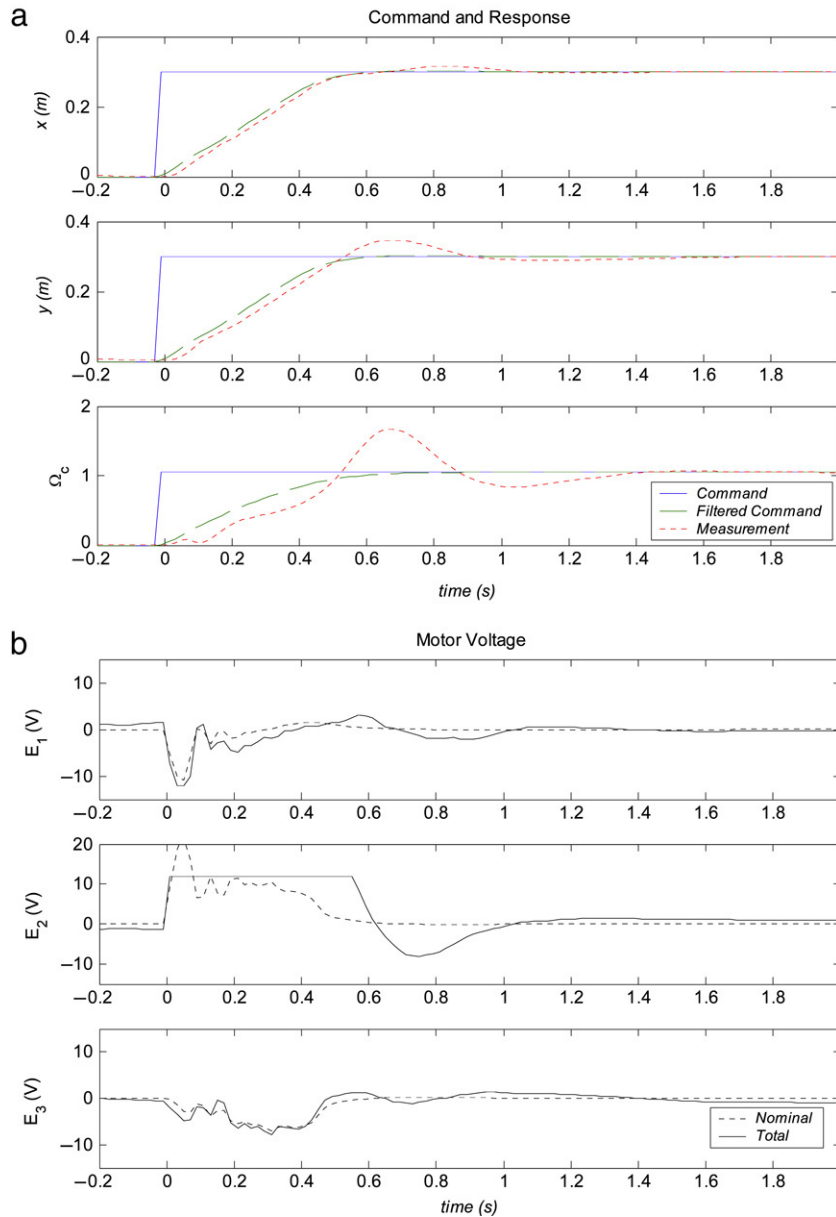 a
Command and Response
0.4
0.2
0
x (m)
–0.2 0 0.2 0.4 0.6 0.8 1 1.2 1.4 1.6 1.8
0.4
0.2
0
y (m)
–0.2 0 0.2 0.4 0.6 0.8 1 1.2 1.4 1.6 1.8
2
1
0
Ωc
Command
Filtered Command
Measurement
–0.2 0 0.2 0.4 0.6 0.8 1 1.2 1.4 1.6 1.8
time (s)
b
Motor Voltage
10
0
–10
E1 (V)
–0.2 0 0.2 0.4 0.6 0.8 1 1.2 1.4 1.6 1.8
20
10
0
–10
E2 (V)
–0.2 0 0.2 0.4 0.6 0.8 1 1.2 1.4 1.6 1.8
10
0
–10
E3 (V)
Nominal
Total
–0.2 0 0.2 0.4 0.6 0.8 1 1.2 1.4 1.6 1.8
time (s)